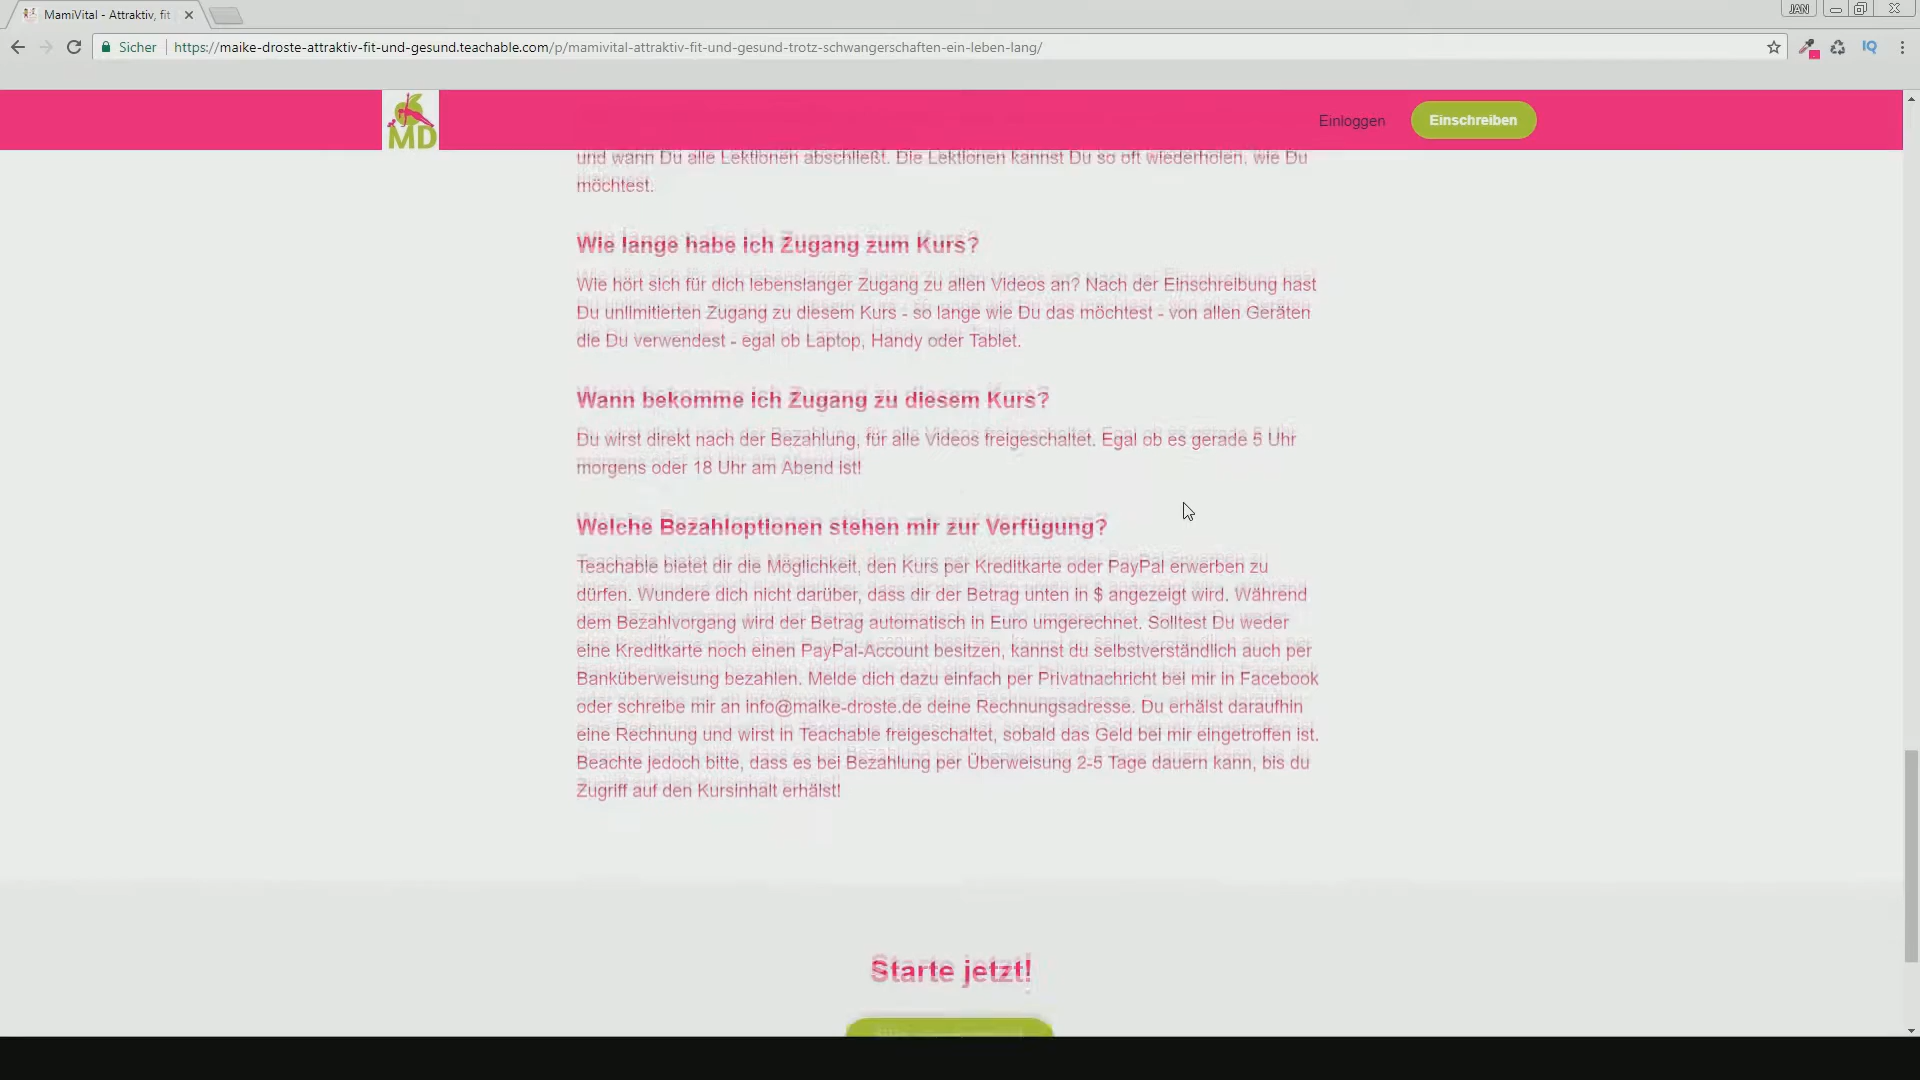 MamiVital - Attraktiv, fit
JAN
Sicher
https://maike-droste-attraktiv-fit-und-gesund.teachable.com/p/mamivital-attraktiv-fit-und-gesund-trotz-schwangerschaften-ein-leben-lang/
IQ
MD
Einloggen
Einschreiben
und wann Du alle Lektionen abschließt. Die Lektionen kannst Du so oft wiederholen, wie Du
möchtest.
Wie lange habe ich Zugang zum Kurs?
Wie hört sich für dich lebenslanger Zugang zu allen Videos an? Nach der Einschreibung hast
Du unlimitierten Zugang zu diesem Kurs - so lange wie Du das möchtest - von allen Geräten
die Du verwendest - egal ob Laptop, Handy oder Tablet.
Wann bekomme ich Zugang zu diesem Kurs?
Du wirst direkt nach der Bezahlung, für alle Videos freigeschaltet. Egal ob es gerade 5 Uhr
morgens oder 18 Uhr am Abend ist!
Welche Bezahloptionen stehen mir zur Verfügung?
Teachable bietet dir die Möglichkeit, den Kurs per Kreditkarte oder PayPal erwerben zu
dürfen. Wundere dich nicht darüber, dass dir der Betrag unten in $ angezeigt wird. Während
dem Bezahlvorgang wird der Betrag automatisch in Euro umgerechnet. Solltest Du weder
eine Kreditkarte noch einen PayPal-Account besitzen, kannst du selbstverständlich auch per
Banküberweisung bezahlen. Melde dich dazu einfach per Privatnachricht bei mir in Facebook
oder schreibe mir an info@maike-droste.de deine Rechnungsadresse. Du erhälst daraufhin
eine Rechnung und wirst in Teachable freigeschaltet, sobald das Geld bei mir eingetroffen ist.
Beachte jedoch bitte, dass es bei Bezahlung per Überweisung 2-5 Tage dauern kann, bis du
Zugriff auf den Kursinhalt erhälst!
Starte jetzt!